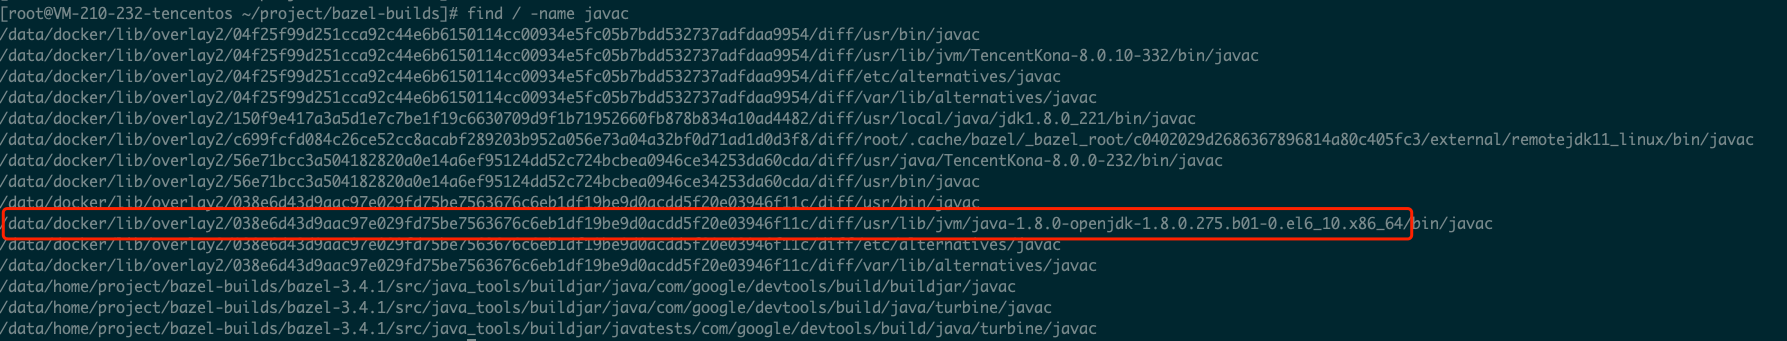 [root@VM-210-232-tencentos ~/project/bazel-builds]# find / -name javac
/data/docker/lib/overlay2/04f25f99d251cca92c44e6b6150114cc00934e5fc05b7bdd532737adfdaa9954/diff/usr/bin/javac
/data/docker/lib/overlay2/04f25f99d251cca92c44e6b6150114cc00934e5fc05b7bdd532737adfdaa9954/diff/usr/lib/jvm/TencentKona-8.0.10-332/bin/javac
/data/docker/lib/overlay2/04f25f99d251cca92c44e6b6150114cc00934e5fc05b7bdd532737adfdaa9954/diff/etc/alternatives/javac
/data/docker/lib/overlay2/04f25f99d251cca92c44e6b6150114cc00934e5fc05b7bdd532737adfdaa9954/diff/var/lib/alternatives/javac
/data/docker/lib/overlay2/150f9e417a3a5d1e7c7be1f19c6630709d9f1b71952660fb878b834a10ad4482/diff/usr/local/java/jdk1.8.0_221/bin/javac
/data/docker/lib/overlay2/c699fcfd084c26ce52cc8acabf289203b952a056e73a04a32bf0d71ad1d0d3f8/diff/root/.cache/bazel/_bazel_root/c0402029d2686367896814a80c405fc3/external/remotejdk11_linux/bin/javac
/data/docker/lib/overlay2/56e71bcc3a504182820a0e14a6ef95124dd52c724bcbea0946ce34253da60cda/diff/usr/java/TencentKona-8.0.0-232/bin/javac
/data/docker/lib/overlay2/56e71bcc3a504182820a0e14a6ef95124dd52c724bcbea0946ce34253da60cda/diff/usr/bin/javac
/data/docker/lib/overlay2/038e6d43d9aac97e029fd75be7563676c6eb1df19be9d0acdd5f20e03946f11c/diff/usr/bin/javac
/data/docker/lib/overlay2/038e6d43d9aac97e029fd75be7563676c6eb1df19be9d0acdd5f20e03946f11c/diff/usr/lib/jvm/java-1.8.0-openjdk-1.8.0.275.b01-0.el6_10.x86_64/bin/javac
/data/docker/lib/overlay2/038e6d43d9aac97e029fd75be7563676c6eb1df19be9d0acdd5f20e03946f11c/diff/etc/alternatives/javac
/data/docker/lib/overlay2/038e6d43d9aac97e029fd75be7563676c6eb1df19be9d0acdd5f20e03946f11c/diff/var/lib/alternatives/javac
/data/home/project/bazel-builds/bazel-3.4.1/src/java_tools/buildjar/java/com/google/devtools/build/buildjar/javac
/data/home/project/bazel-builds/bazel-3.4.1/src/java_tools/buildjar/java/com/google/devtools/build/java/turbine/javac
/data/home/project/bazel-builds/bazel-3.4.1/src/java_tools/buildjar/javatests/com/google/devtools/build/java/turbine/javac